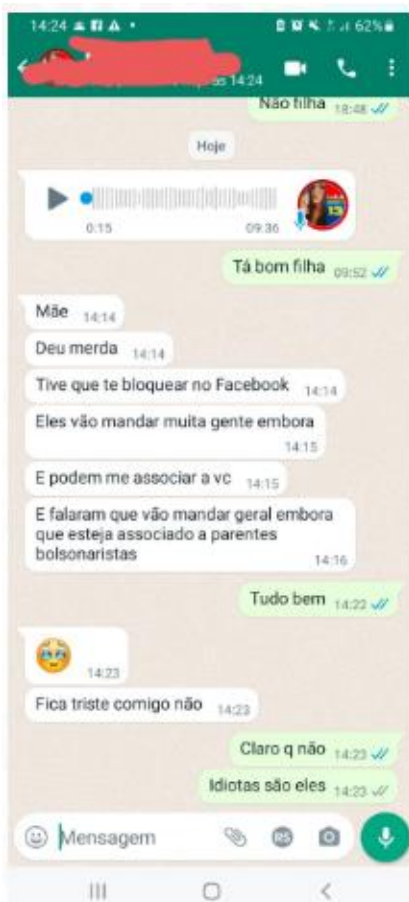 14:24
62%
14:24
Não filha 18:48
Hoje
0:15 09:36
Tá bom filha 09:52
Mãe 14:14
Deu merda 14:14
Tive que te bloquear no Facebook 14:14
Eles vão mandar muita gente embora
14:15
E podem me associar a vc 14:15
E falaram que vão mandar geral embora
que esteja associado a parentes
bolsonaristas
14:16
Tudo bem 14:22
14:23
Fica triste comigo não 14:23
Claro q não 14:23
Idiotas são eles 14:23
Mensagem